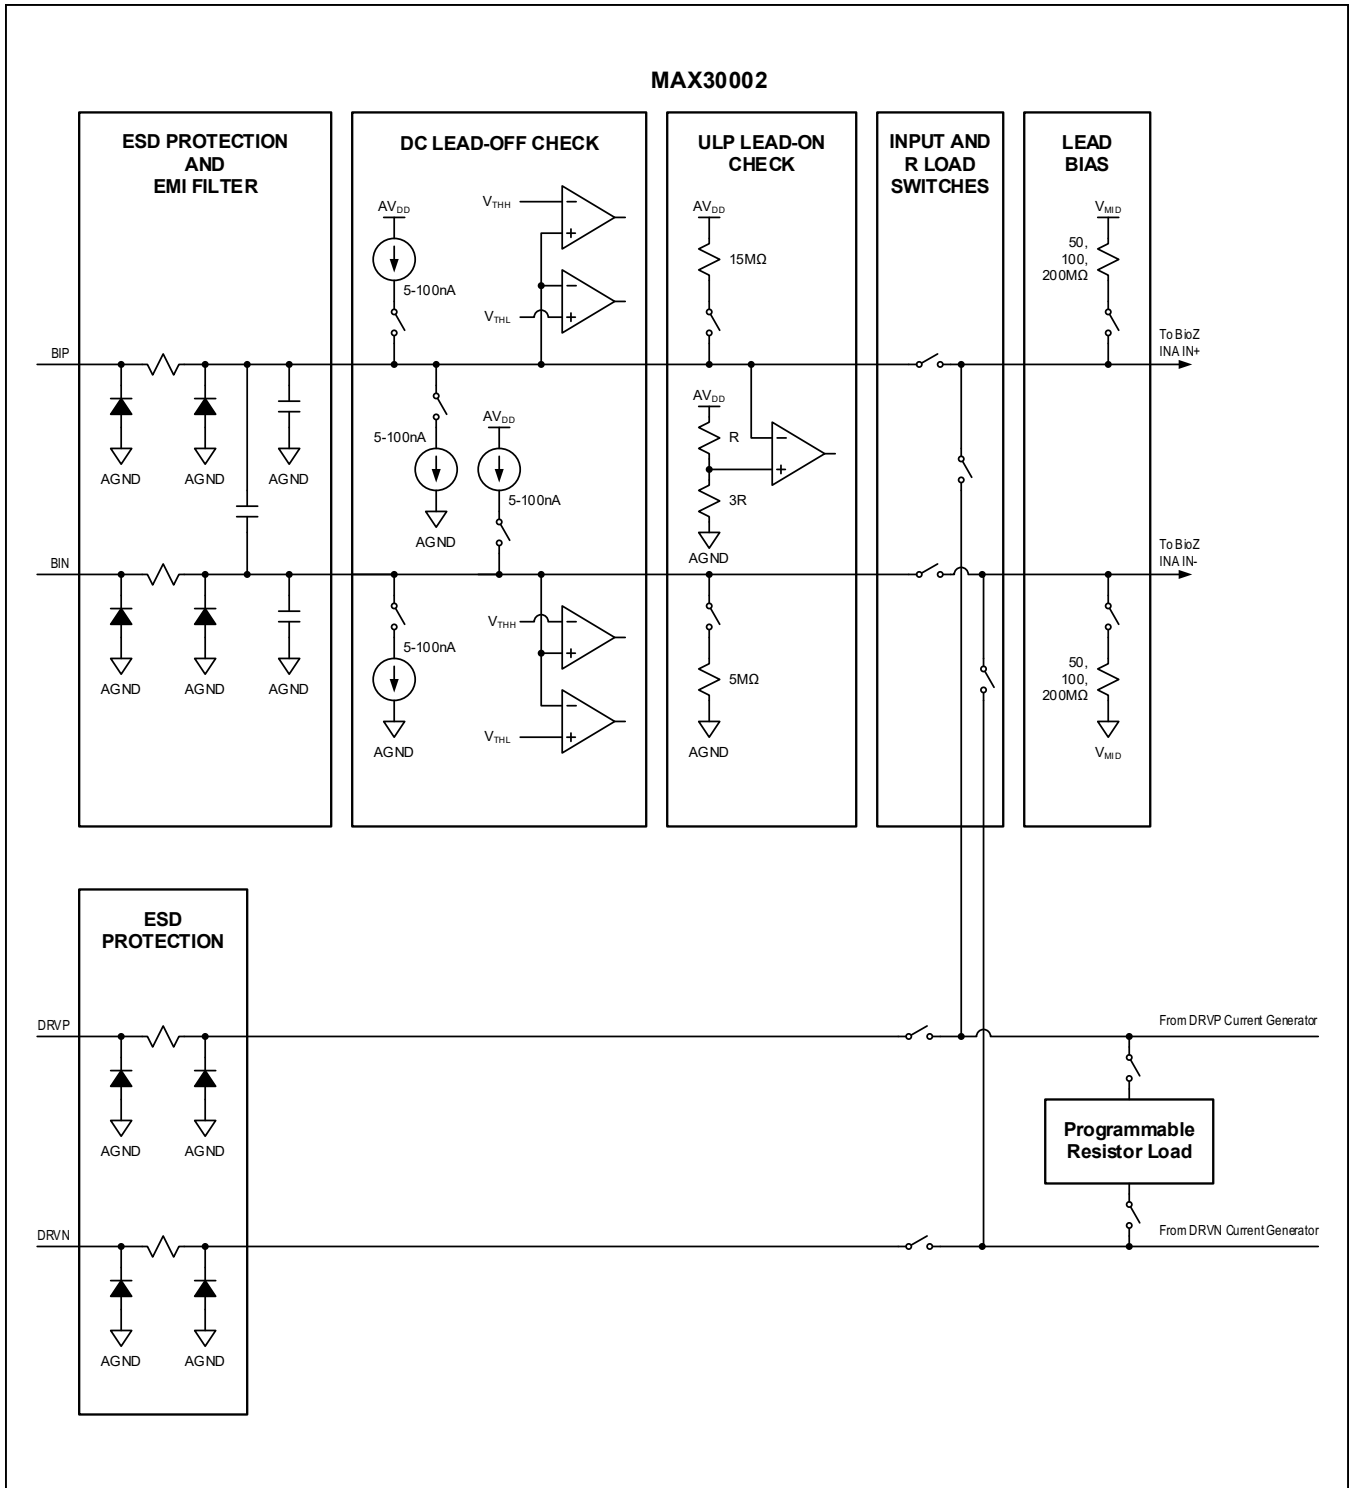 MAX30002
ESD PROTECTION
AND
EMI FILTER
DC LEAD-OFF CHECK
ULP LEAD-ON
CHECK
INPUT AND
R LOAD
SWITCHES
LEAD
BIAS
AVDD
5-100nA
VTHH
−
+
−
VTHL
+
AVDD
15MΩ
VMID
50,
100,
200MΩ
BIP
To BioZ
INA IN+
AGND
AGND
AGND
5-100nA
AVDD
5-100nA
AGND
AVDD
R
3R
AGND
−
+
BIN
To BioZ
INA IN-
AGND
AGND
AGND
5-100nA
AGND
VTHH
−
+
−
VTHL
+
5MΩ
AGND
50,
100,
200MΩ
VMID
ESD
PROTECTION
DRVP
From DRVP Current Generator
AGND
AGND
Programmable
Resistor Load
DRVN
From DRVN Current Generator
AGND
AGND